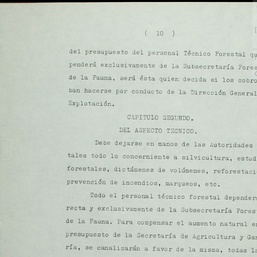 ( 10 )
del presupuesto del personal Técnico Forestal qu
penderá exclusivamente de la Subsecretaría Fores
de la Fauna, será ésta quien decida si los cobro
han hacerse por conducto de la Dirección General
Explotación.
CAPITULO SEGUNDO.
DEL ASPECTO TECNICO.
Debe dejarse en manos de las Autoridades
tales todo lo concerniente a silvicultura, estud
forestales, dictámenes de volúmenes, reforestaci
prevención de incendios, marqueos, etc.
Todo el personal técnico forestal depender
recta y exclusivamente de la Subsecretaría Fores
de la Fauna. Para compensar el aumento natural en
presupuesto de la Secretaría de Agricultura y Gan
ría, se canalizarán a favor de la misma, todas l